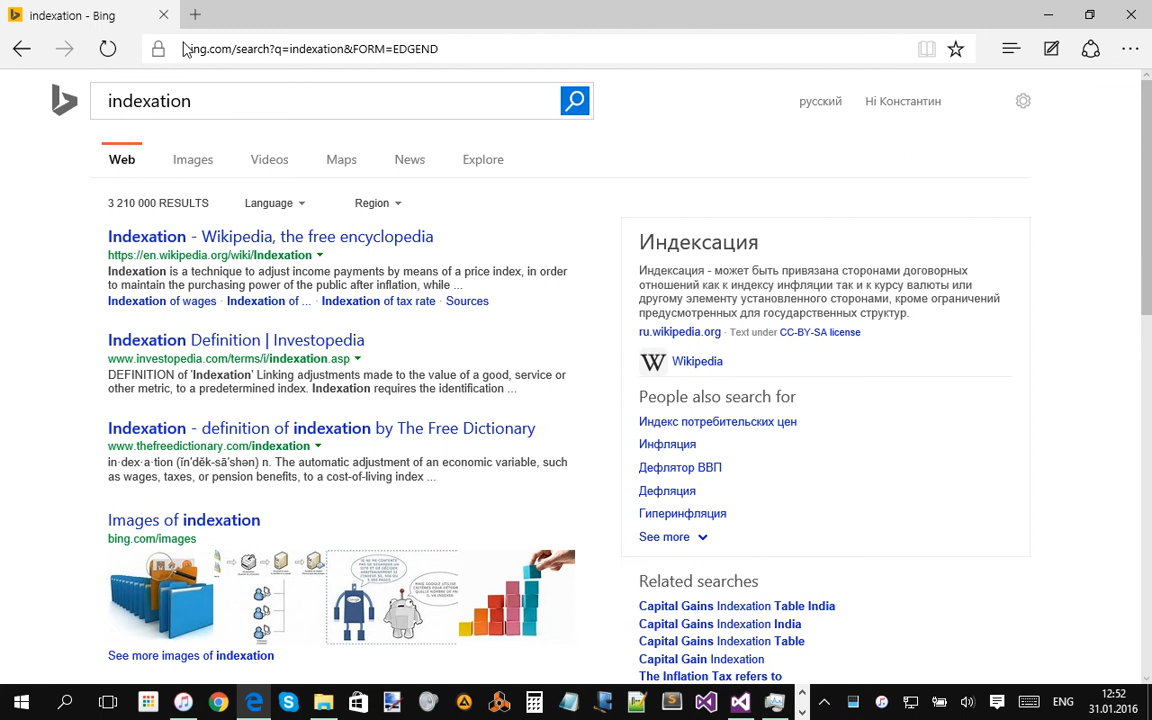 indexation - Bing
bing.com/search?q=indexation&FORM=EDGEND
indexation
русский
Hi Константин
Web
Images
Videos
Maps
News
Explore
3 210 000 RESULTS
Language
Region
Indexation - Wikipedia, the free encyclopedia
https://en.wikipedia.org/wiki/Indexation
Indexation is a technique to adjust income payments by means of a price index, in order
to maintain the purchasing power of the public after inflation, while ...
Indexation of wages · Indexation of ... · Indexation of tax rate · Sources
Indexation Definition | Investopedia
www.investopedia.com/terms/i/indexation.asp
DEFINITION of 'Indexation' Linking adjustments made to the value of a good, service or
other metric, to a predetermined index. Indexation requires the identification ...
Indexation - definition of indexation by The Free Dictionary
www.thefreedictionary.com/indexation
in·dex·a·tion (ĭn′dĕk-sā′shən) n. The automatic adjustment of an economic variable, such
as wages, taxes, or pension benefits, to a cost-of-living index ...
Images of indexation
bing.com/images
See more images of indexation
Индексация
Индексация - может быть привязана сторонами договорных
отношений как к индексу инфляции так и к курсу валюты или
другому элементу установленного сторонами, кроме ограничений
предусмотренных для государственных структур.
ru.wikipedia.org · Text under CC-BY-SA license
W Wikipedia
People also search for
Индекс потребительских цен
Инфляция
Дефлятор ВВП
Дефляция
Гиперинфляция
See more
Related searches
Capital Gains Indexation Table India
Capital Gains Indexation India
Capital Gains Indexation Table
Capital Gain Indexation
The Inflation Tax refers to
ENG
12:52
31.01.2016